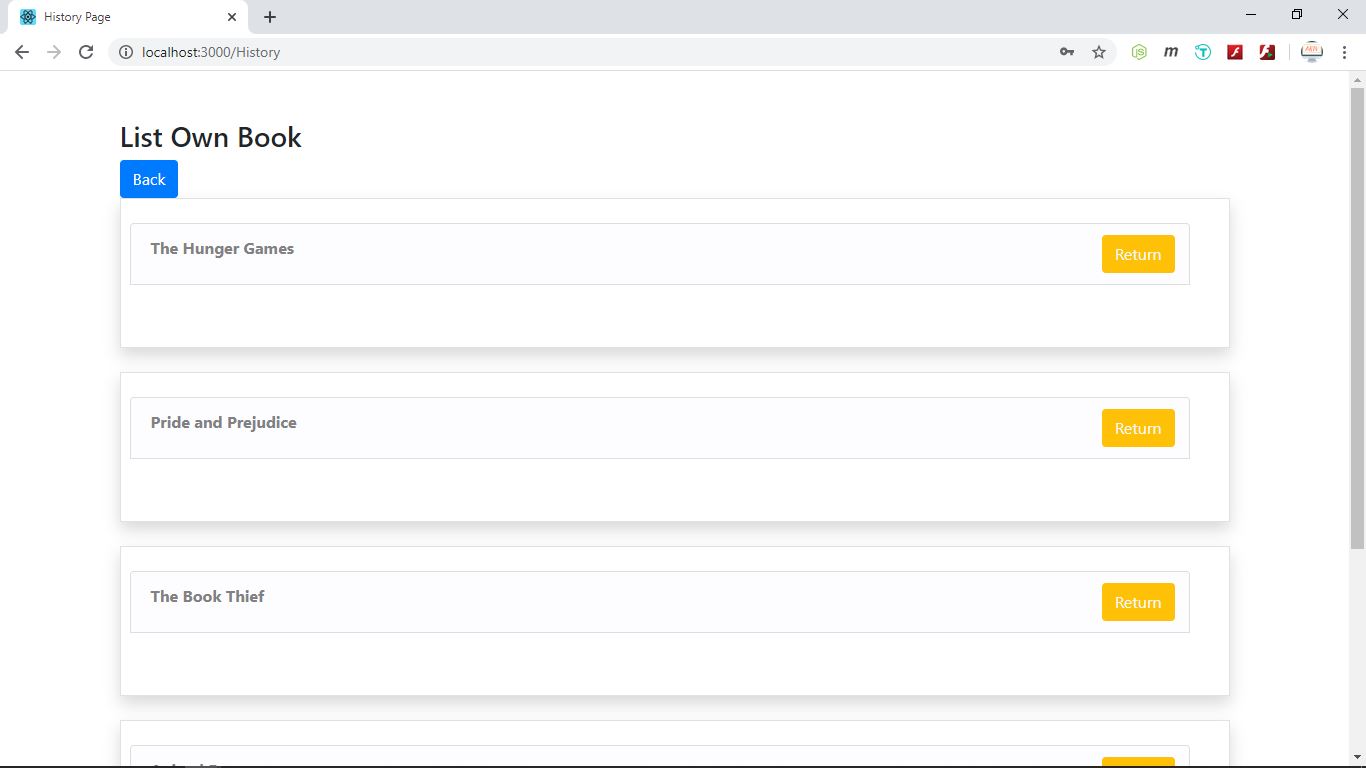 History Page
localhost:3000/History
List Own Book
Back
The Hunger Games
Return
Pride and Prejudice
Return
The Book Thief
Return